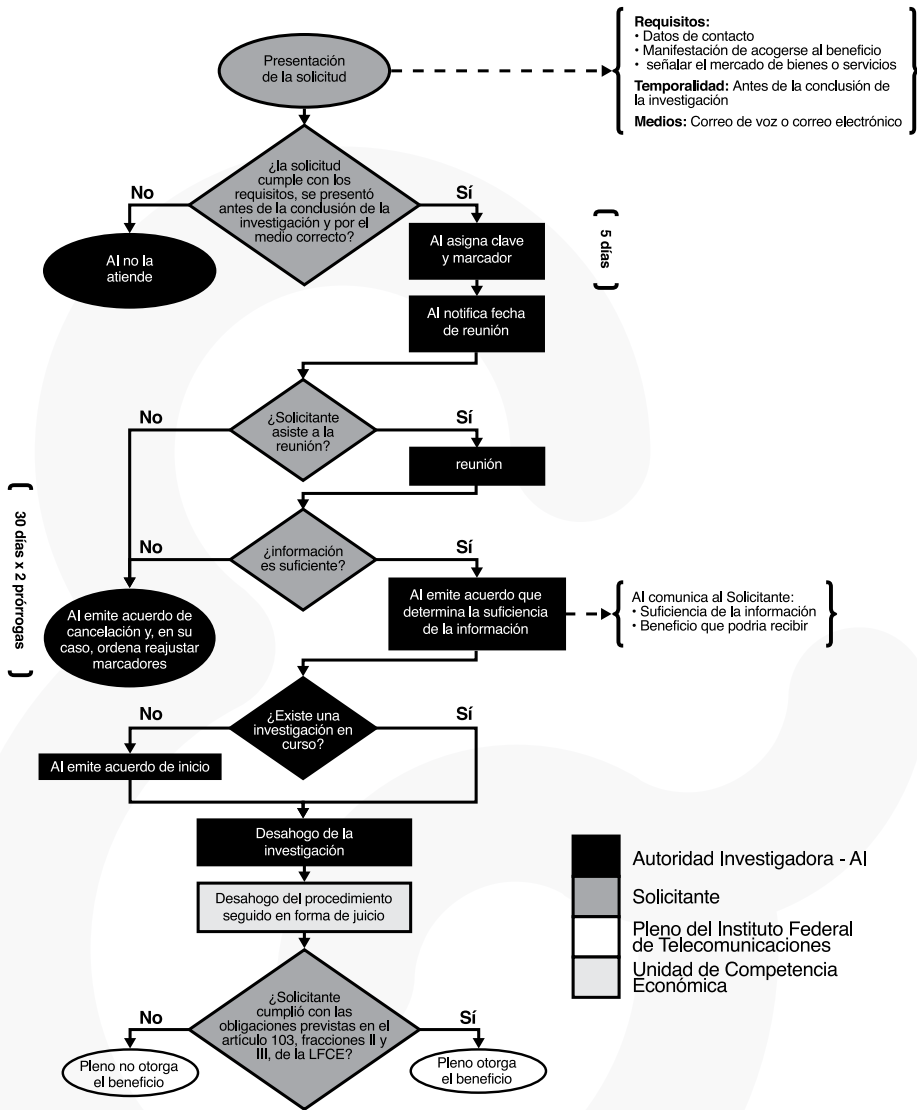 Presentación
de la solicitud
Requisitos:
• Datos de contacto
• Manifestación de acogerse al beneficio
• señalar el mercado de bienes o servicios
Temporalidad: Antes de la conclusión de
la investigación
Medios: Correo de voz o correo electrónico
¿la solicitud
cumple con los
requisitos, se presentó
antes de la conclusión de la
investigación y por el
medio correcto?
No
Sí
AI no la
atiende
AI asigna clave
y marcador
5 días
AI notifica fecha
de reunión
¿Solicitante
asiste a la
reunión?
No
Sí
reunión
30 días x 2 prórrogas
¿información
es suficiente?
No
Sí
AI emite acuerdo de
cancelación y, en su
caso, ordena reajustar
marcadores
AI emite acuerdo que
determina la suficiencia
de la información
AI comunica al Solicitante:
• Suficiencia de la información
• Beneficio que podria recibir
¿Existe una
investigación en
curso?
No
Sí
AI emite acuerdo de inicio
Desahogo de la
investigación
Desahogo del procedimiento
seguido en forma de juicio
¿Solicitante
cumplió con las
obligaciones previstas en el
artículo 103, fracciones II y
III, de la LFCE?
No
Sí
Pleno no otorga
el beneficio
Pleno otorga
el beneficio
Autoridad Investigadora - AI
Solicitante
Pleno del Instituto Federal
de Telecomunicaciones
Unidad de Competencia
Económica